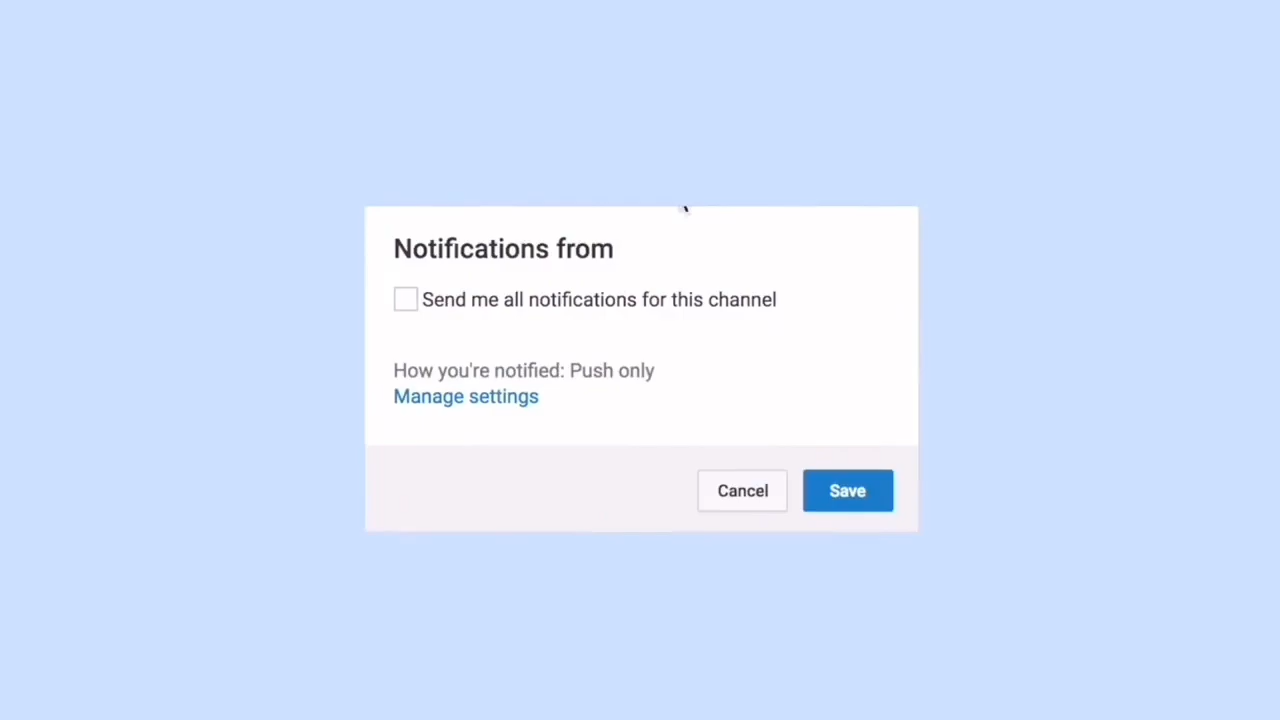 Notifications from
Send me all notifications for this channel
How you're notified: Push only
Manage settings
Cancel
Save